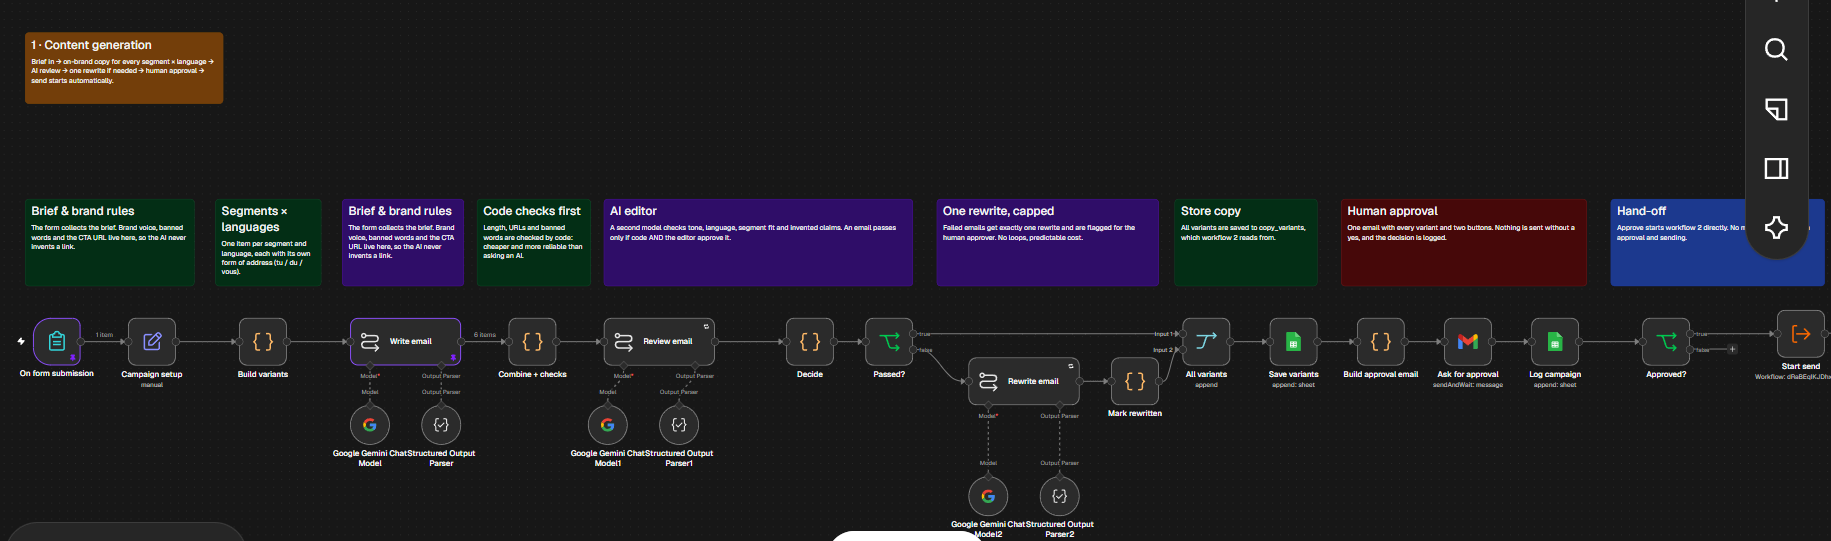 1 · Content generation
Brief in → on-brand copy for every segment × language →
AI review → one rewrite if needed → human approval →
send starts automatically.
Brief & brand rules
The form collects the brief. Brand voice, banned
words and the CTA URL live here, so the AI never
invents a link.
Segments ×
languages
One item per segment and
language, each with its own
form of address (tu / du /
vous).
Brief & brand rules
The form collects the brief. Brand
voice, banned words and the CTA
URL live here, so the AI never
invents a link.
Code checks first
Length, URLs and banned
words are checked by code:
cheaper and more reliable than
asking an AI.
AI editor
A second model checks tone, language, segment fit and invented claims. An email passes
only if code AND the editor approve it.
One rewrite, capped
Failed emails get exactly one rewrite and are flagged for the
human approver. No loops, predictable cost.
Store copy
All variants are saved to copy_variants,
which workflow 2 reads from.
Human approval
One email with every variant and two buttons. Nothing is sent without a
yes, and the decision is logged.
Hand-off
Approve starts workflow 2 directly. No
approval and sending.
On form submission
1 item
Campaign setup
manual
Build variants
Write email
Model*
Output Parser
Model
Output Parser
Google Gemini Chat
Model
Structured Output
Parser
6 items
Combine + checks
Review email
Model*
Output Parser
Model
Output Parser
Google Gemini Chat
Model1
Structured Output
Parser1
Decide
Passed?
true
false
Rewrite email
Model*
Output Parser
Model
Output Parser
Google Gemini Chat
Model2
Structured Output
Parser2
Mark rewritten
Input 1
Input 2
All variants
append
Save variants
append: sheet
Build approval email
Ask for approval
sendAndWait: message
Log campaign
append: sheet
Approved?
true
false
Start send
Workflow: